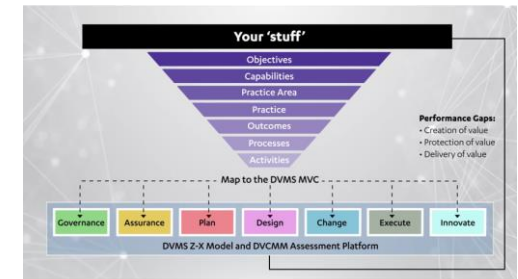 Your 'stuff'
Objectives
Capabilities
Practice Area
Practice
Outcomes
Processes
Activities
Performance Gaps:
• Creation of value
• Protection of value
• Delivery of value
Map to the DVMS MVC
Governance
Assurance
Plan
Design
Change
Execute
Innovate
DVMS Z-X Model and DVCMM Assessment Platform